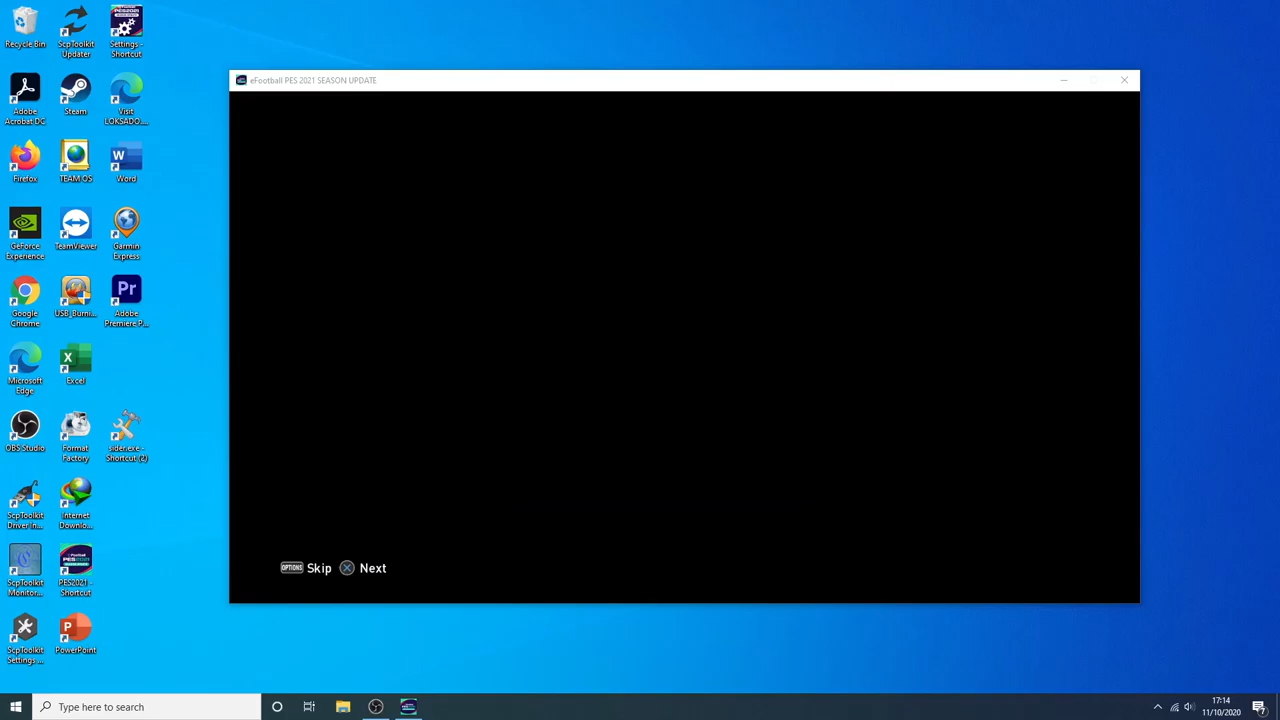 Recycle Bin
ScpToolkit
Updater
Settings -
Shortcut
Adobe
Acrobat DC
Steam
Visit
LOKSADO....
Firefox
TEAM OS
Word
GeForce
Experience
TeamViewer
Garmin
Express
Google
Chrome
USB_Burni...
Adobe
Premiere P...
Microsoft
Edge
Excel
OBS Studio
Format
Factory
sider.exe -
Shortcut (2)
ScpToolkit
Driver In...
Internet
Downlo...
ScpToolkit
Monitor...
PES2021 -
Shortcut
ScpToolkit
Settings ...
PowerPoint
eFootball PES 2021 SEASON UPDATE
OPTIONS Skip Next
Type here to search
17:14
11/10/2020